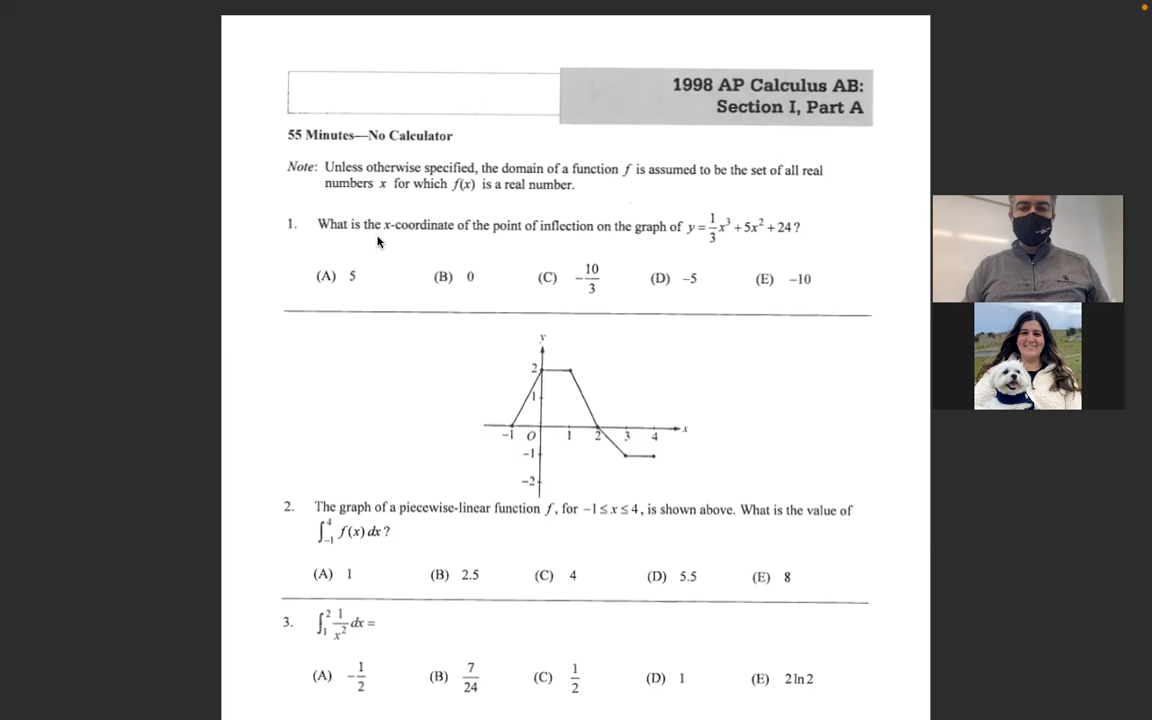 1998 AP Calculus AB:
Section I, Part A
55 Minutes—No Calculator
Note: Unless otherwise specified, the domain of a function f is assumed to be the set of all real
numbers x for which f(x) is a real number.
1. What is the x-coordinate of the point of inflection on the graph of y = 1/3 x³ + 5x² + 24?
(A) 5 (B) 0 (C) −10/3 (D) −5 (E) −10
y
2
1
−1 O 1 2 3 4 x
−1
−2
2. The graph of a piecewise-linear function f, for −1 ≤ x ≤ 4, is shown above. What is the value of
∫₋₁⁴ f(x) dx?
(A) 1 (B) 2.5 (C) 4 (D) 5.5 (E) 8
3. ∫₁² 1/x² dx =
(A) −1/2 (B) 7/24 (C) 1/2 (D) 1 (E) 2 ln 2